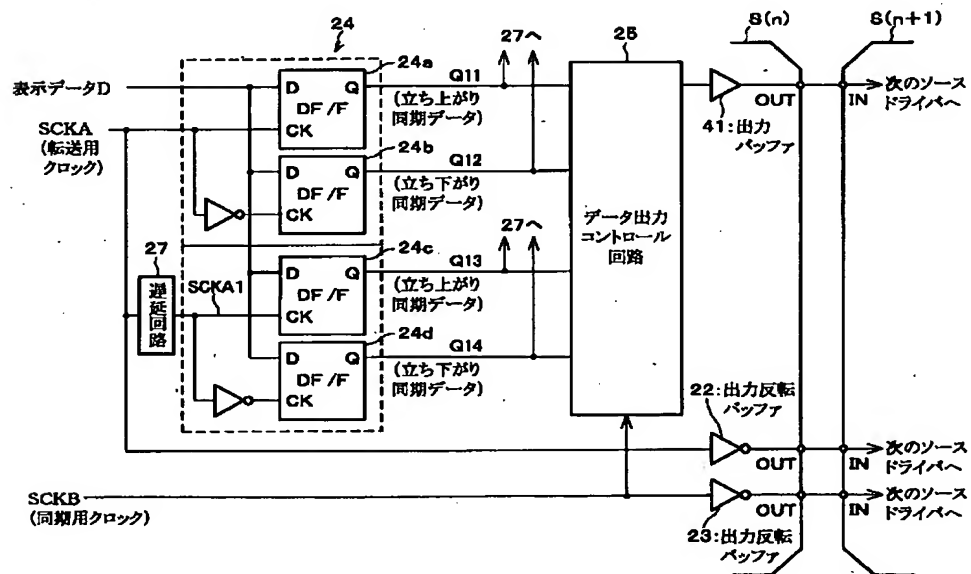 24
S(n)
S(n+1)
24a
27へ
25
表示データD
D
Q
DF/F
CK
Q11
(立ち上がり
同期データ)
41:出力
バッファ
OUT
IN
次のソース
ドライバへ
SCKA
(転送用
クロック)
24b
D
Q
DF/F
CK
Q12
(立ち下がり
同期データ)
データ出力
コントロール
回路
27
遅延回路
SCKA1
24c
D
Q
DF/F
CK
27へ
Q13
(立ち上がり
同期データ)
24d
D
Q
DF/F
CK
Q14
(立ち下がり
同期データ)
22:出力反転
バッファ
OUT
IN
次のソース
ドライバへ
SCKB
(同期用クロック)
OUT
IN
次のソース
ドライバへ
23:出力反転
バッファ